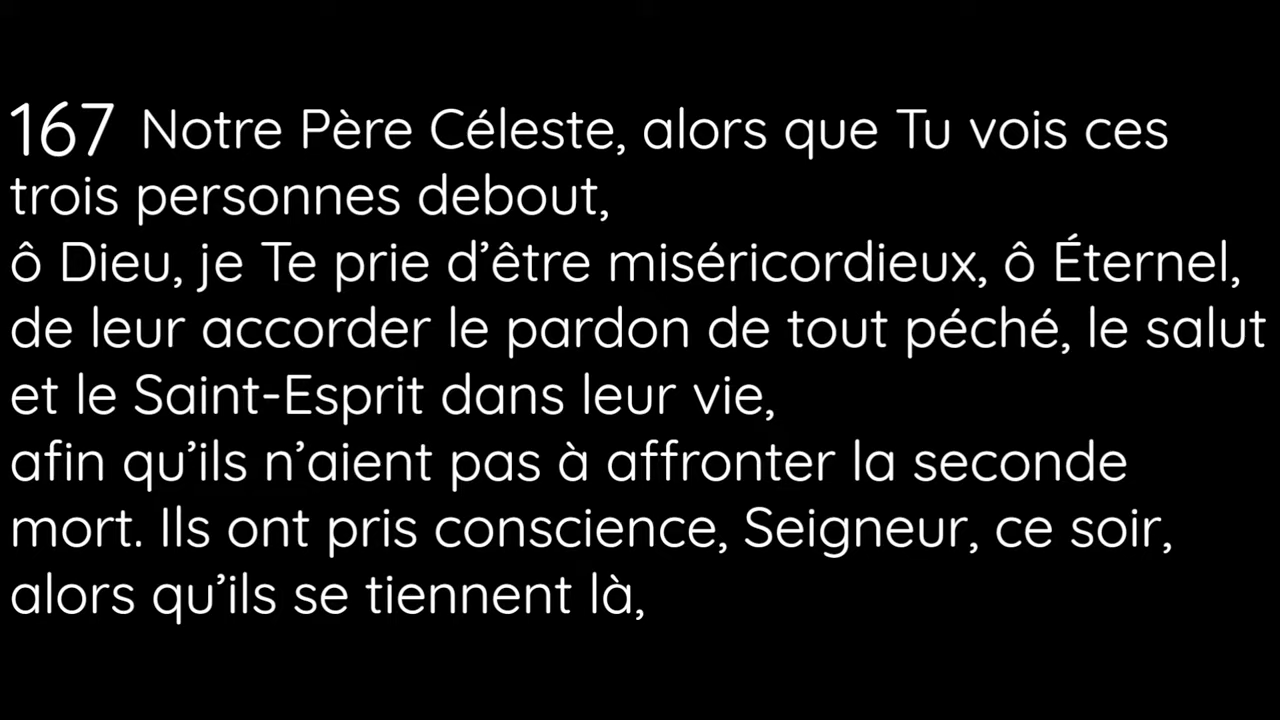 167 Notre Père Céleste, alors que Tu vois ces
trois personnes debout,
ô Dieu, je Te prie d’être miséricordieux, ô Éternel,
de leur accorder le pardon de tout péché, le salut
et le Saint-Esprit dans leur vie,
afin qu’ils n’aient pas à affronter la seconde
mort. Ils ont pris conscience, Seigneur, ce soir,
alors qu’ils se tiennent là,